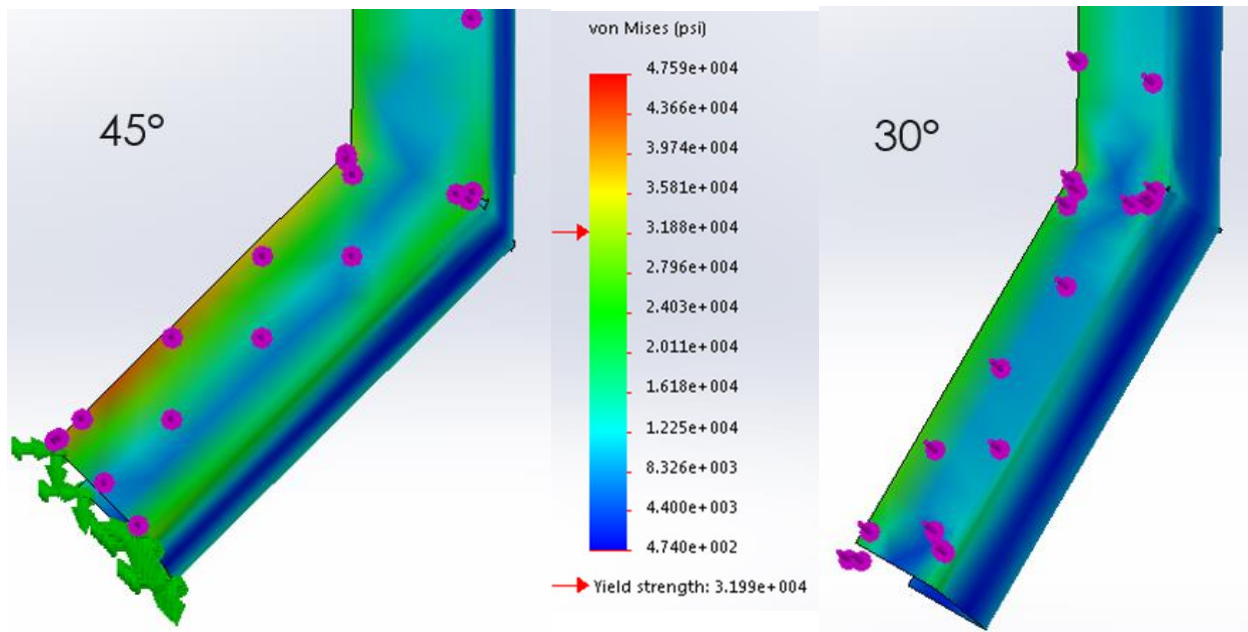 45°
von Mises (psi)
4.759e+004
4.366e+004
3.974e+004
3.581e+004
3.188e+004
2.796e+004
2.403e+004
2.011e+004
1.618e+004
1.225e+004
8.326e+003
4.400e+003
4.740e+002
Yield strength: 3.199e+004
30°